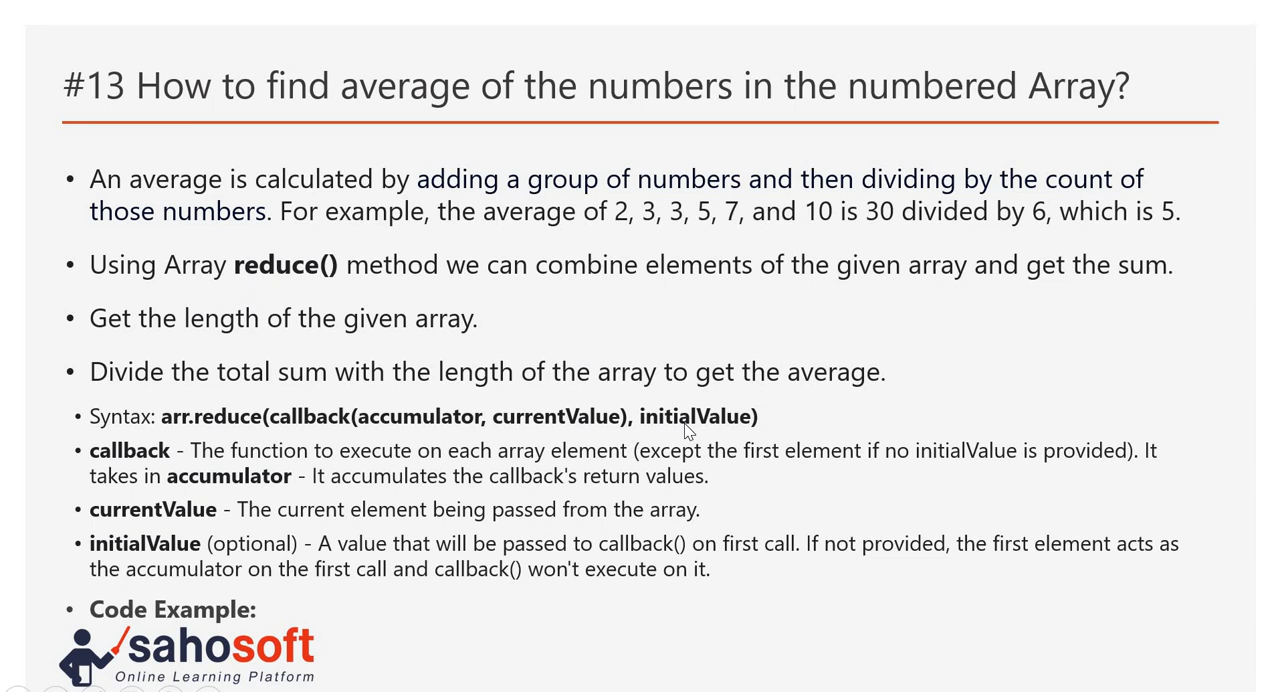 #13 How to find average of the numbers in the numbered Array?
• An average is calculated by adding a group of numbers and then dividing by the count of
those numbers. For example, the average of 2, 3, 3, 5, 7, and 10 is 30 divided by 6, which is 5.
• Using Array reduce() method we can combine elements of the given array and get the sum.
• Get the length of the given array.
• Divide the total sum with the length of the array to get the average.
• Syntax: arr.reduce(callback(accumulator, currentValue), initialValue)
• callback - The function to execute on each array element (except the first element if no initialValue is provided). It
takes in accumulator - It accumulates the callback's return values.
• currentValue - The current element being passed from the array.
• initialValue (optional) - A value that will be passed to callback() on first call. If not provided, the first element acts as
the accumulator on the first call and callback() won't execute on it.
• Code Example:
sahosoft
Online Learning Platform